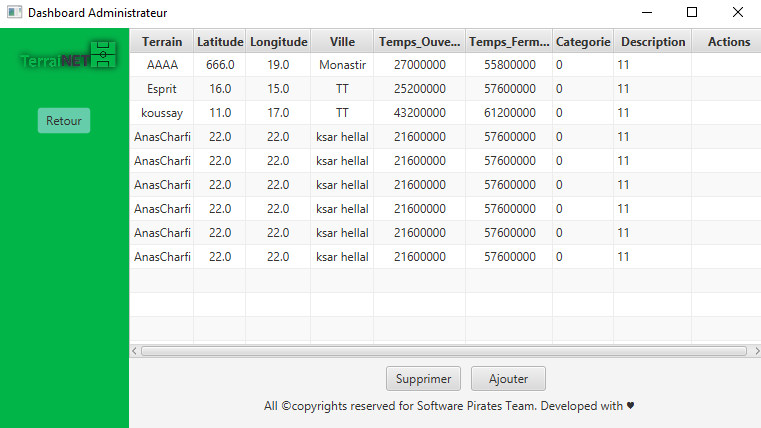 Dashboard Administrateur
TerraiNET
Retour
Terrain Latitude Longitude Ville Temps_Ouve... Temps_Ferm... Categorie Description Actions
AAAA 666.0 19.0 Monastir 27000000 55800000 0 11
Esprit 16.0 15.0 TT 25200000 57600000 0 11
koussay 11.0 17.0 TT 43200000 61200000 0 11
AnasCharfi 22.0 22.0 ksar hellal 21600000 57600000 0 11
AnasCharfi 22.0 22.0 ksar hellal 21600000 57600000 0 11
AnasCharfi 22.0 22.0 ksar hellal 21600000 57600000 0 11
AnasCharfi 22.0 22.0 ksar hellal 21600000 57600000 0 11
AnasCharfi 22.0 22.0 ksar hellal 21600000 57600000 0 11
AnasCharfi 22.0 22.0 ksar hellal 21600000 57600000 0 11
Supprimer Ajouter
All ©copyrights reserved for Software Pirates Team. Developed with ♥